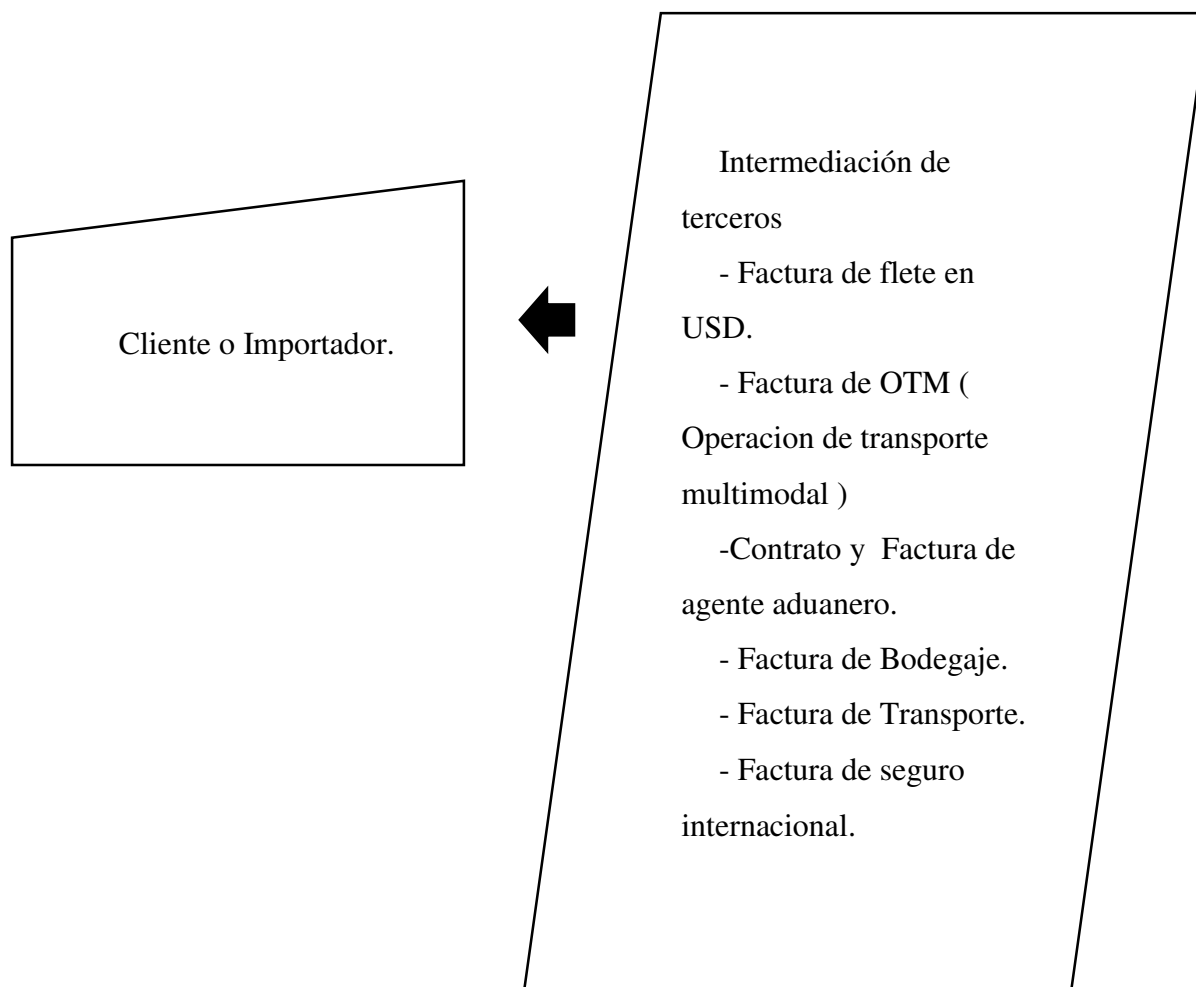 Cliente o Importador.
Intermediación de
terceros
- Factura de flete en
USD.
- Factura de OTM (
Operacion de transporte
multimodal )
-Contrato y  Factura de
agente aduanero.
- Factura de Bodegaje.
- Factura de Transporte.
- Factura de seguro
internacional.